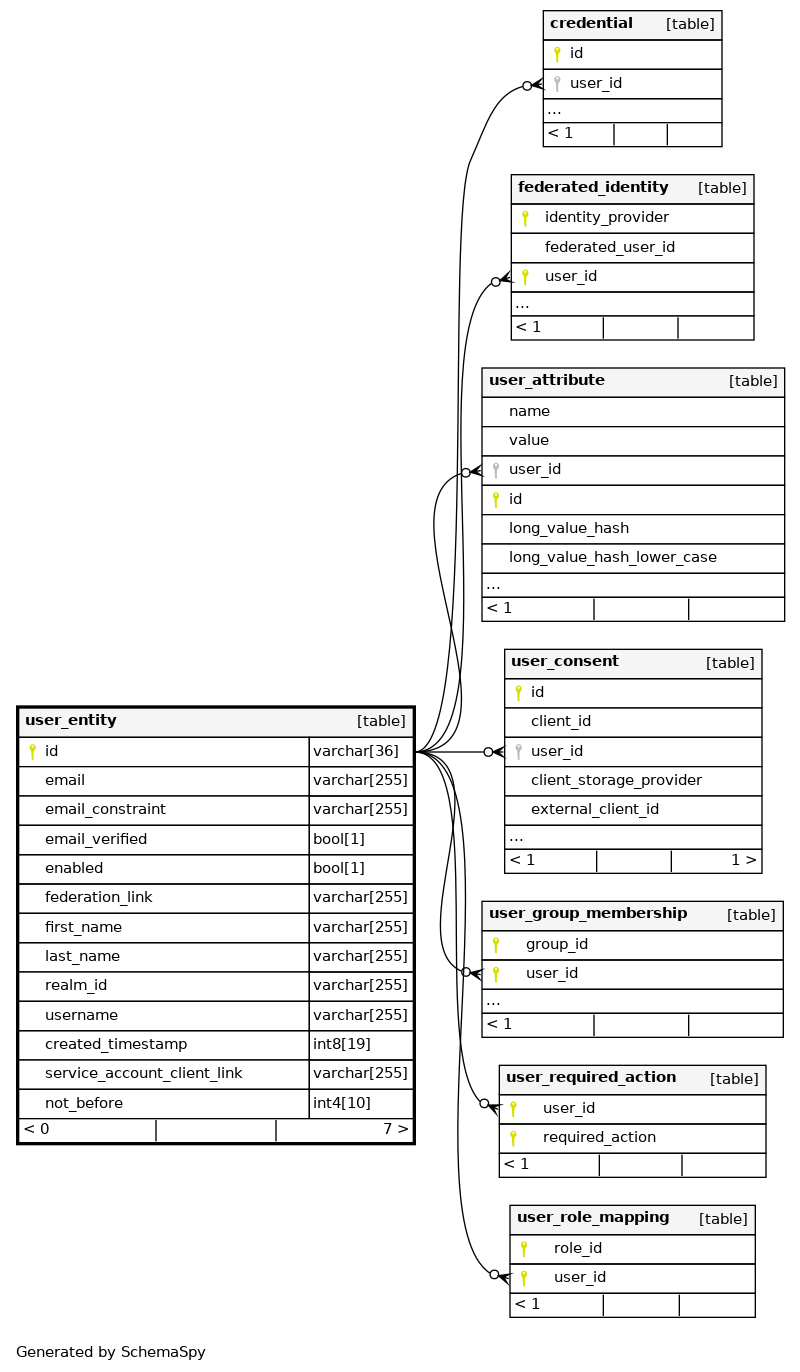 credential [table]
id
user_id
...
< 1
federated_identity [table]
identity_provider
federated_user_id
user_id
...
< 1
user_attribute [table]
name
value
user_id
id
long_value_hash
long_value_hash_lower_case
...
< 1
user_consent [table]
id
client_id
user_id
client_storage_provider
external_client_id
...
< 1 1 >
user_entity [table]
id varchar[36]
email varchar[255]
email_constraint varchar[255]
email_verified bool[1]
enabled bool[1]
federation_link varchar[255]
first_name varchar[255]
last_name varchar[255]
realm_id varchar[255]
username varchar[255]
created_timestamp int8[19]
service_account_client_link varchar[255]
not_before int4[10]
< 0 7 >
user_group_membership [table]
group_id
user_id
...
< 1
user_required_action [table]
user_id
required_action
< 1
user_role_mapping [table]
role_id
user_id
< 1
Generated by SchemaSpy